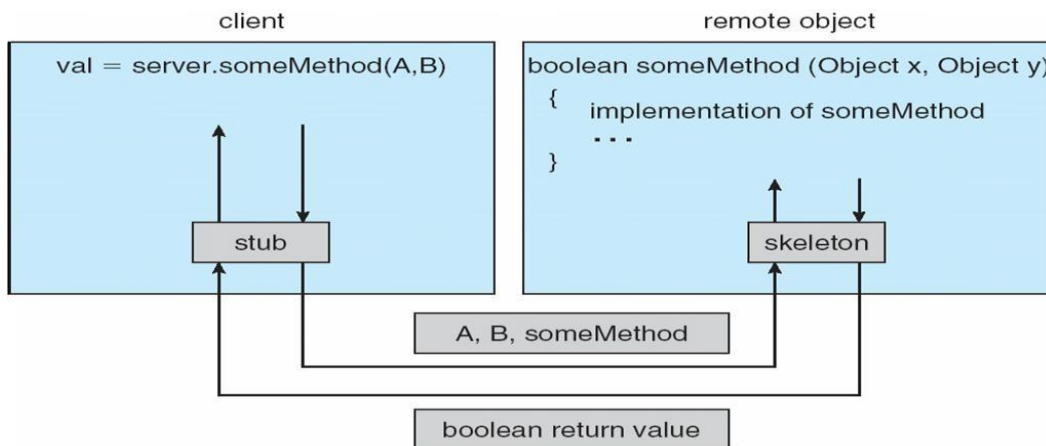 client
remote object
val = server.someMethod(A,B)
boolean someMethod (Object x, Object y)
{
implementation of someMethod
. . .
}
stub
skeleton
A, B, someMethod
boolean return value